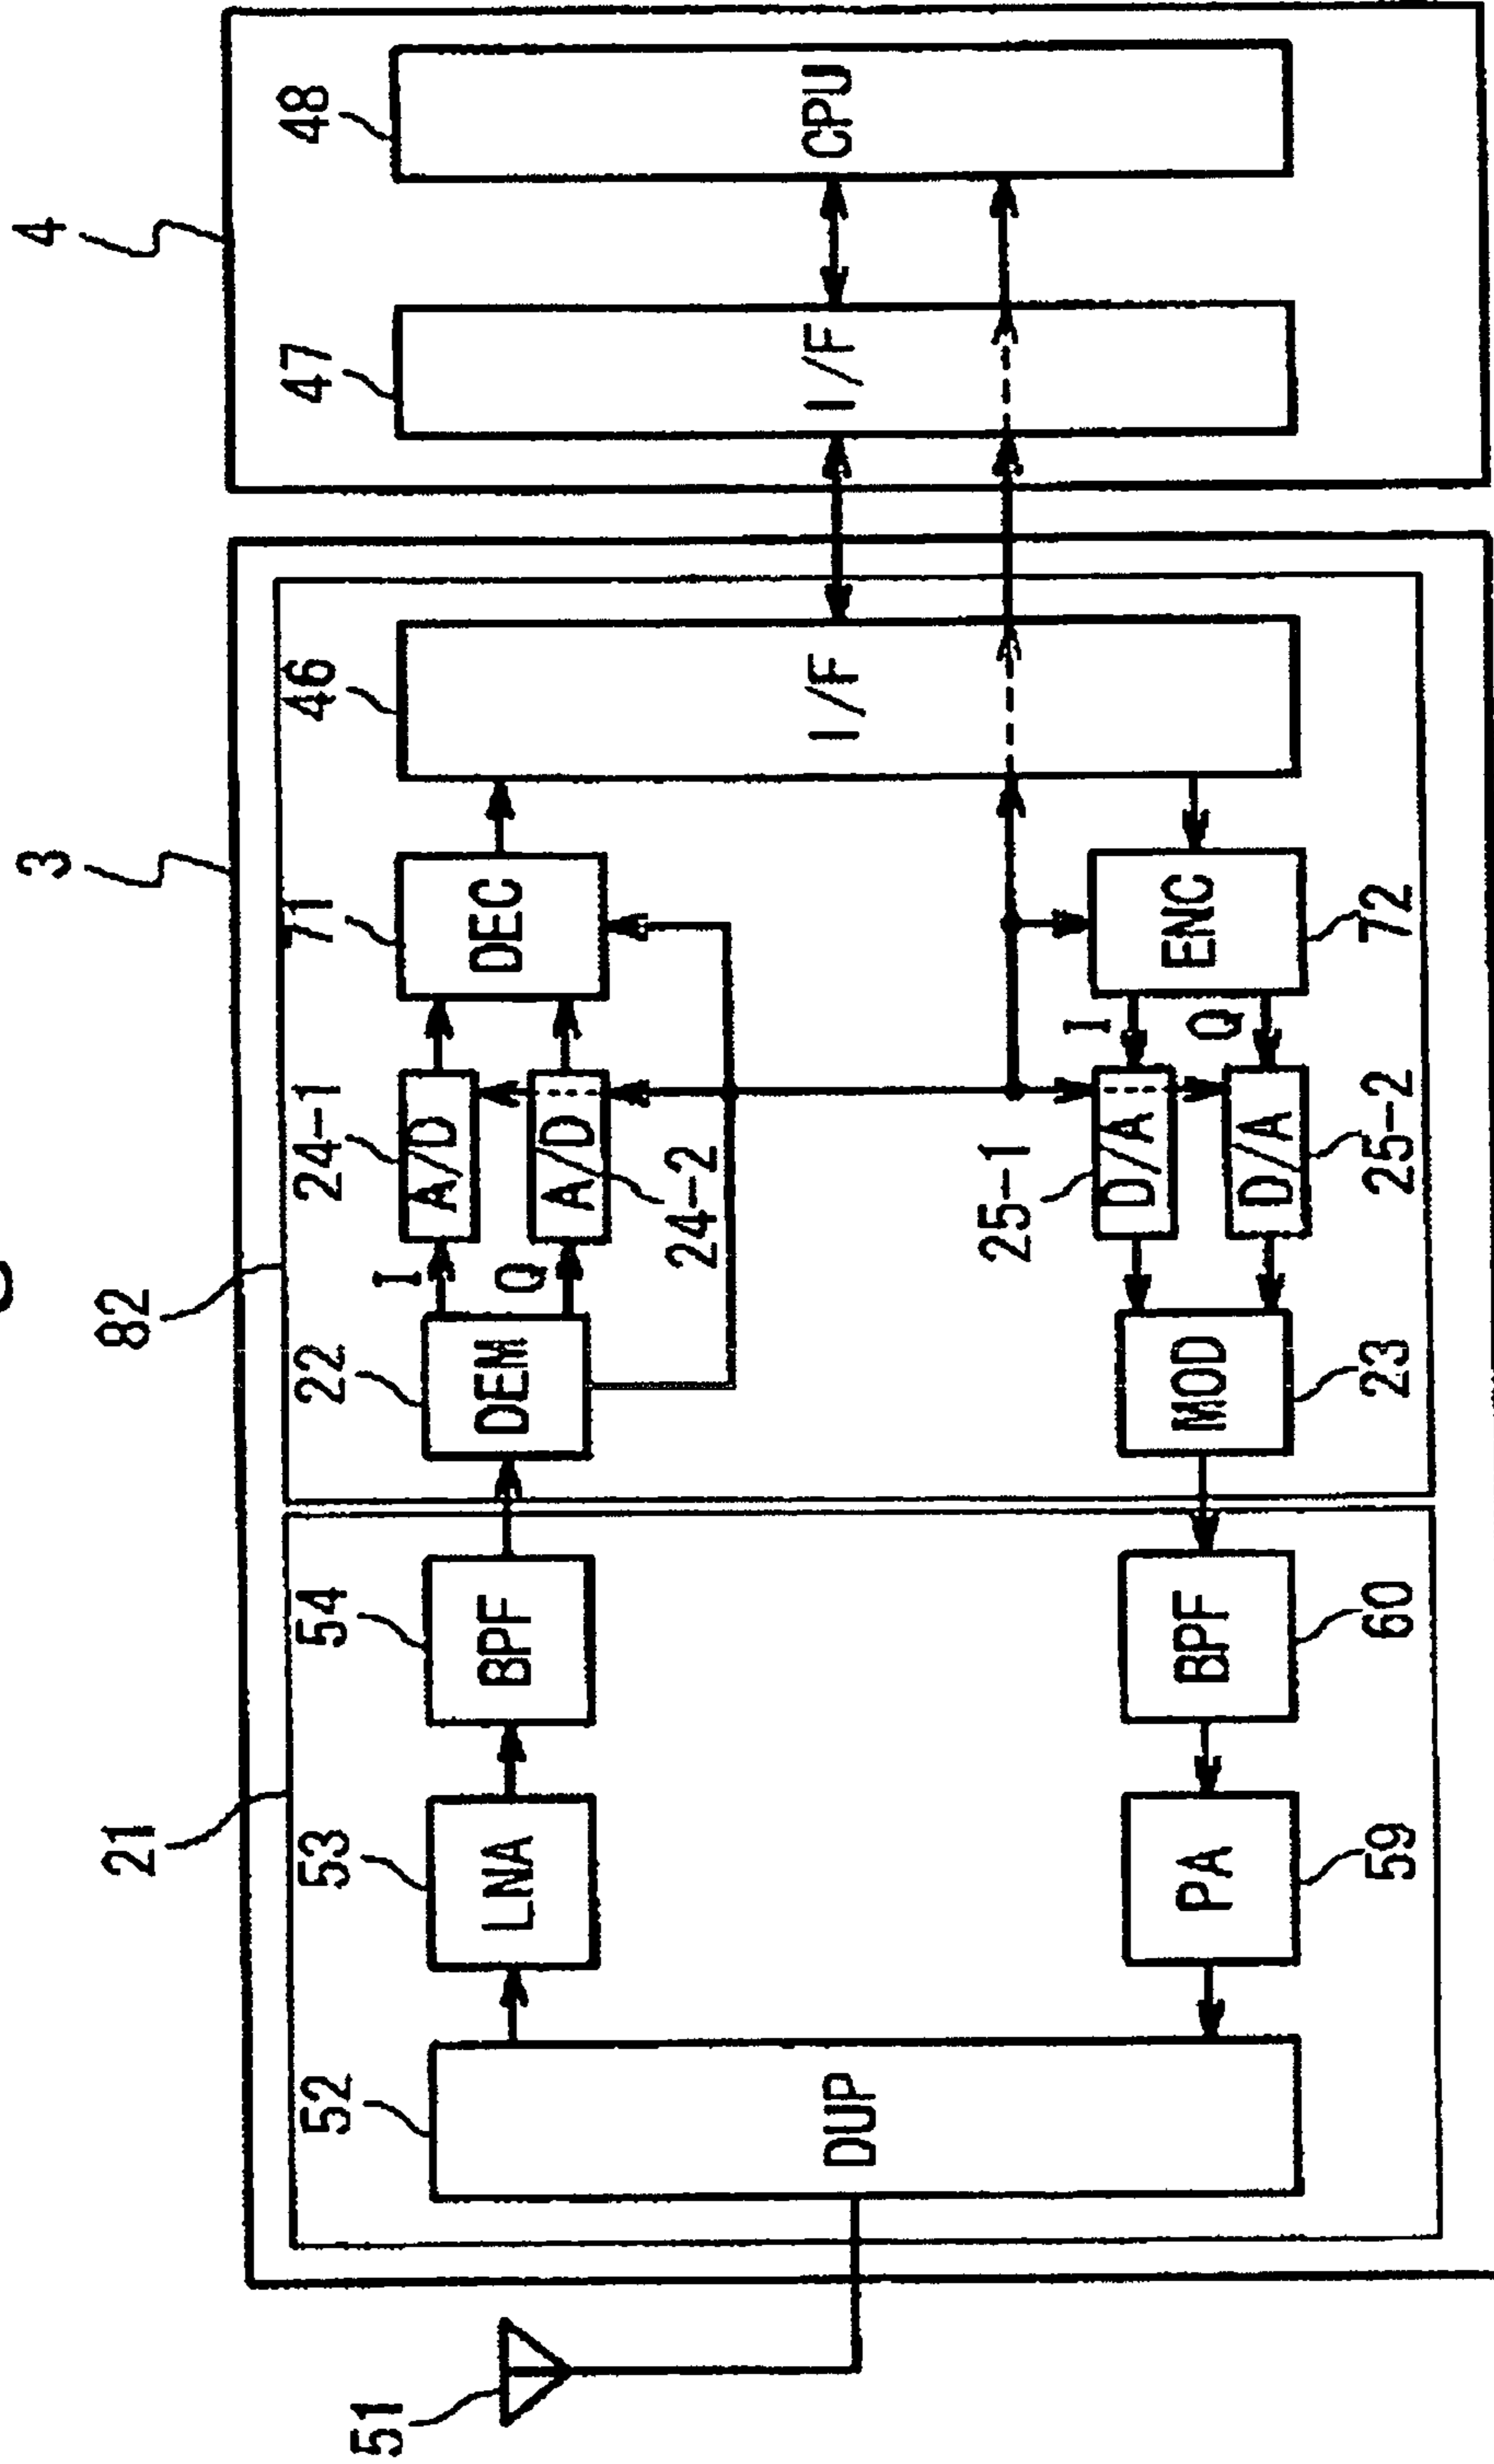 3
4
82
21
51
52
DUP
53
LNA
54
BPF
22
DEM
I
Q
24-1
A/D
A/D
24-2
71
DEC
46
I/F
47
I/F
48
CPU
59
PA
60
BPF
23
MOD
25-1
D/A
D/A
25-2
I
Q
ENC
72